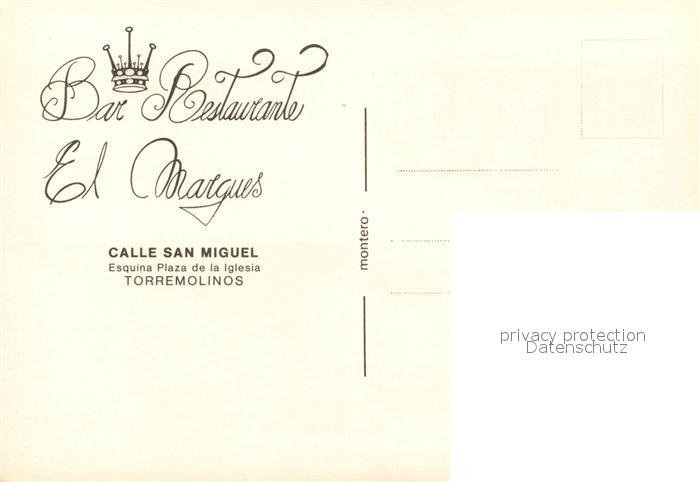 Bar Restaurante
El Marques
CALLE SAN MIGUEL
Esquina Plaza de la Iglesia
TORREMOLINOS
montero.
privacy protection
Datenschutz